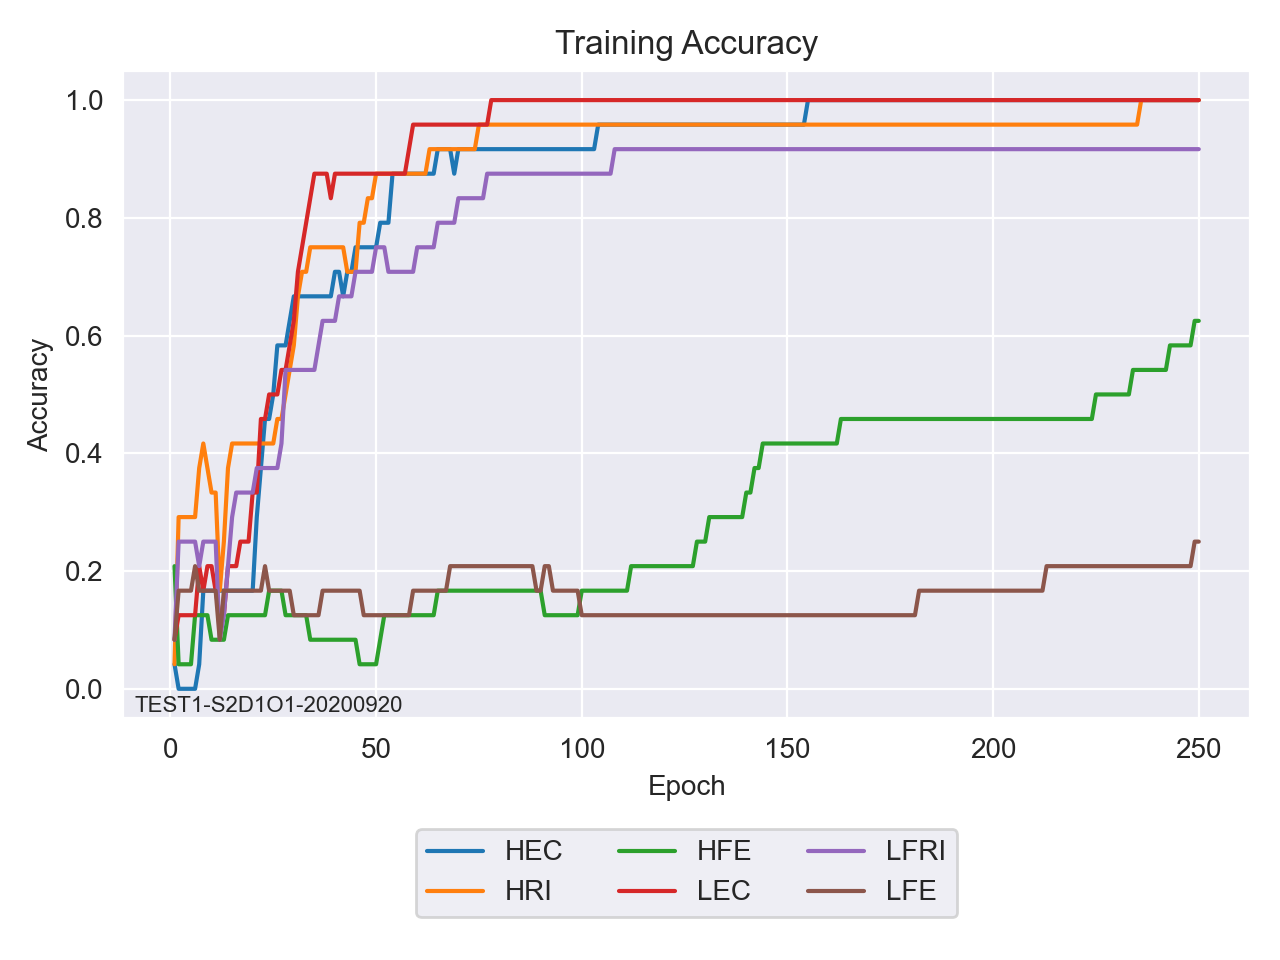 Training Accuracy
Accuracy
1.0
0.8
0.6
0.4
0.2
0.0
TEST1-S2D1O1-20200920
0 50 100 150 200 250
Epoch
HEC HFE LFRI
HRI LEC LFE